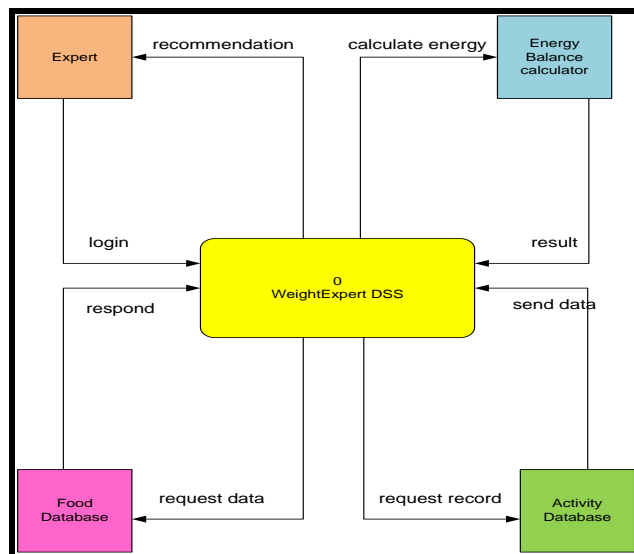 recommendation
calculate energy
Expert
Energy
Balance
calculator
login
result
0
WeightExpert DSS
respond
send data
Food
Database
request data
request record
Activity
Database